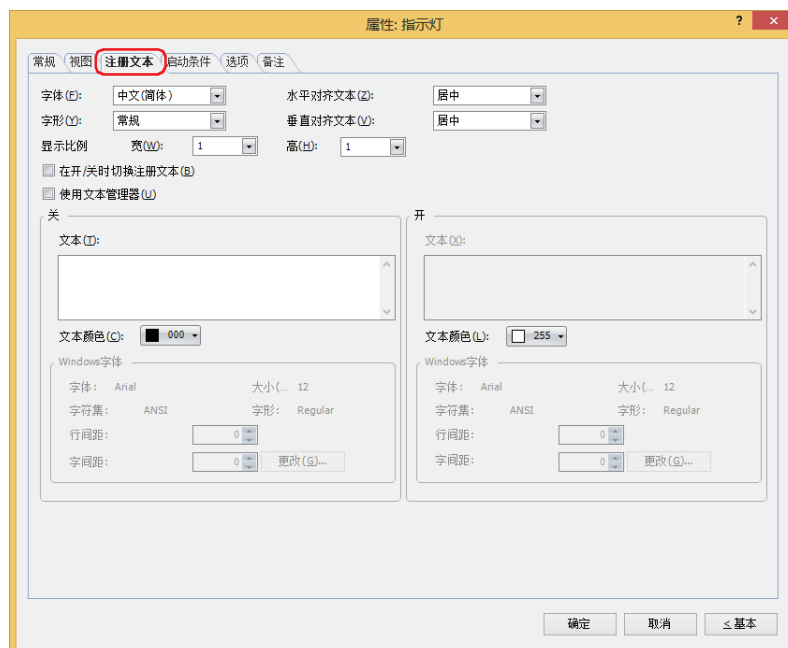 属性: 指示灯
? ×
常规 视图 注册文本 启动条件 选项 备注
字体(F): 中文(简体) 水平对齐文本(Z): 居中
字形(Y): 常规 垂直对齐文本(V): 居中
显示比例 宽(W): 1 高(H): 1
在开/关时切换注册文本(B)
使用文本管理器(U)
关
文本(T):
文本颜色(C): 000
Windows字体
字体: Arial 大小(... 12
字符集: ANSI 字形: Regular
行间距: 0
字间距: 0 更改(G)...
开
文本(X):
文本颜色(L): 255
Windows字体
字体: Arial 大小(... 12
字符集: ANSI 字形: Regular
行间距: 0
字间距: 0 更改(G)...
确定 取消 ≤基本